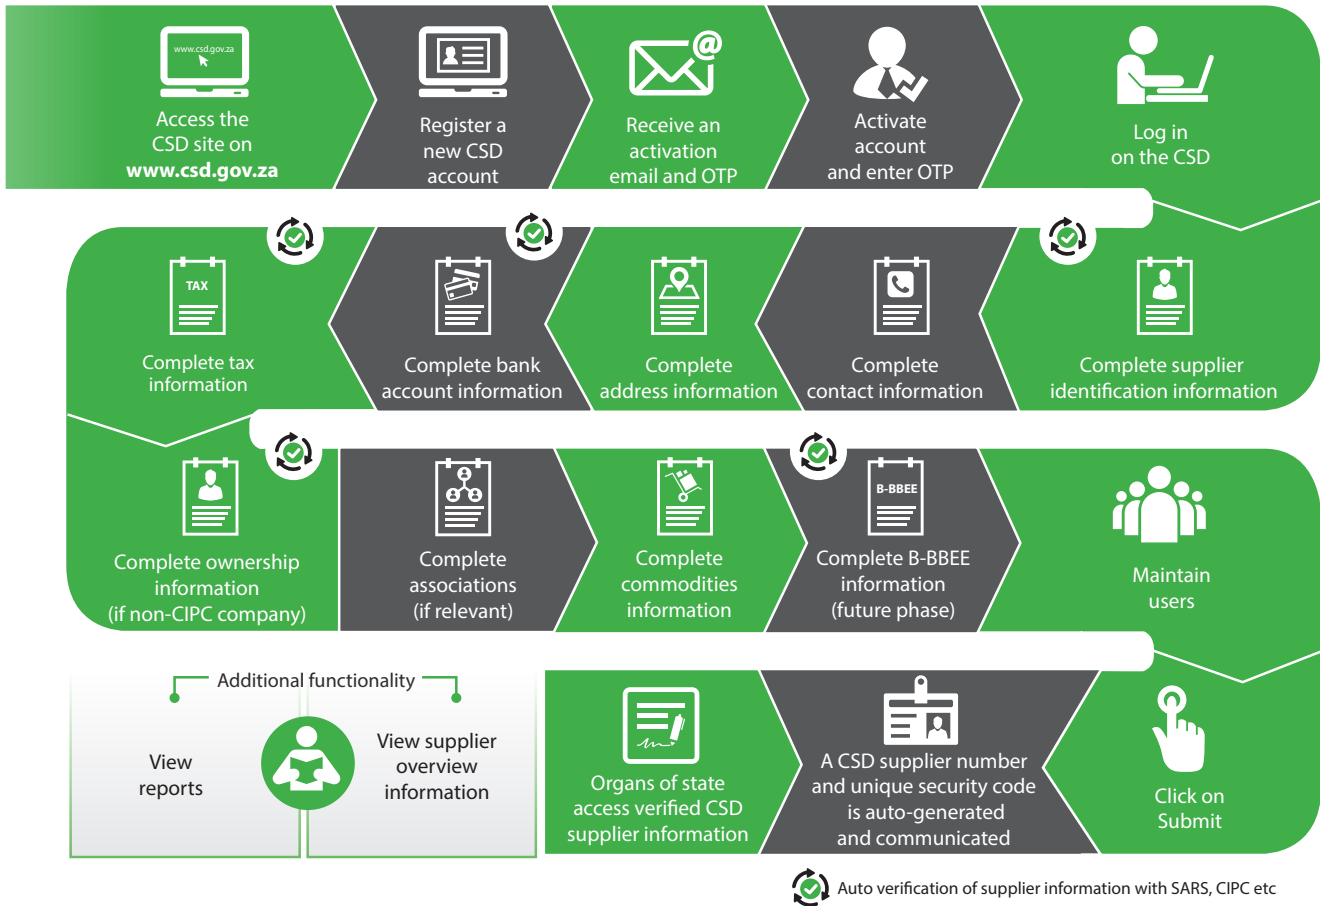 www.csd.gov.za
Access the
CSD site on
www.csd.gov.za
Register a
new CSD
account
@
Receive an
activation
email and OTP
Activate
account
and enter OTP
Log in
on the CSD
Complete supplier
identification information
Complete
contact information
Complete
address information
Complete bank
account information
TAX
Complete tax
information
Complete ownership
information
(if non-CIPC company)
Complete
associations
(if relevant)
Complete
commodities
information
B-BBEE
Complete B-BBEE
information
(future phase)
Maintain
users
Click on
Submit
A CSD supplier number
and unique security code
is auto-generated
and communicated
Organs of state
access verified CSD
supplier information
Additional functionality
View
reports
View supplier
overview
information
Auto verification of supplier information with SARS, CIPC etc